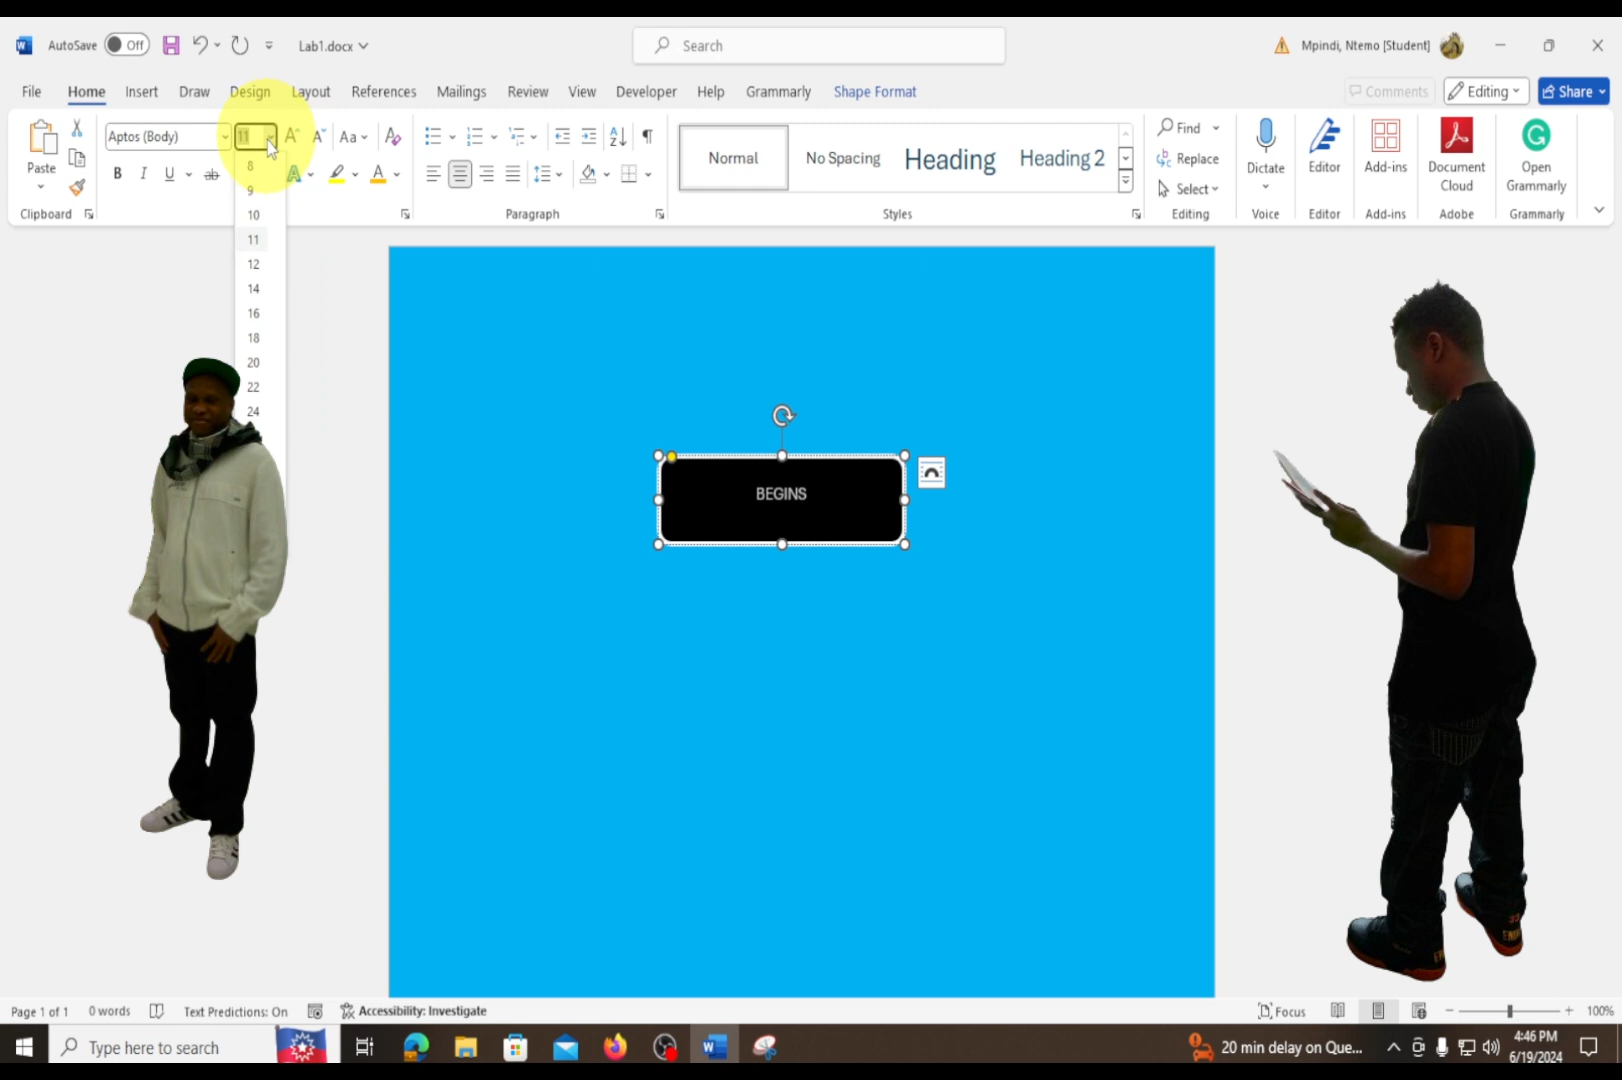 AutoSave Off Lab1.docx Search Mpindi, Ntemo [Student]
File Home Insert Draw Design Layout References Mailings Review View Developer Help Grammarly Shape Format Comments Editing Share
Paste
Clipboard
Aptos (Body) 11 A A Aa A
B I U ab A A
Paragraph
Normal No Spacing Heading Heading 2
Styles
Find
Replace
Select
Editing
Dictate
Voice
Editor
Editor
Add-ins
Add-ins
Document
Cloud
Adobe
Open
Grammarly
Grammarly
8
9
10
11
12
14
16
18
20
22
24
BEGINS
Page 1 of 1 0 words Text Predictions: On Accessibility: Investigate Focus 100%
Type here to search 20 min delay on Que... 4:46 PM
6/19/2024